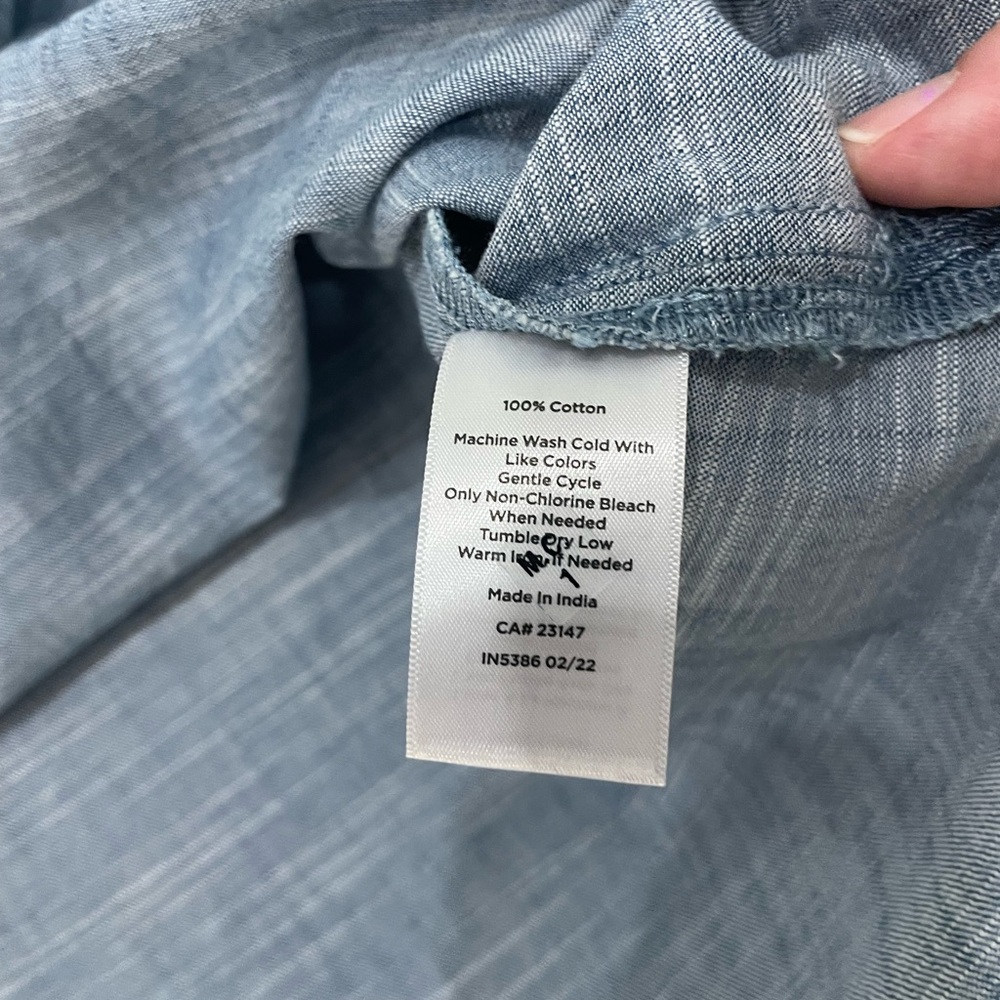 100% Cotton
Machine Wash Cold With
Like Colors
Gentle Cycle
Only Non-Chlorine Bleach
When Needed
Tumble Dry Low
Warm Iron If Needed
Made In India
CA# 23147
IN5386 02/22